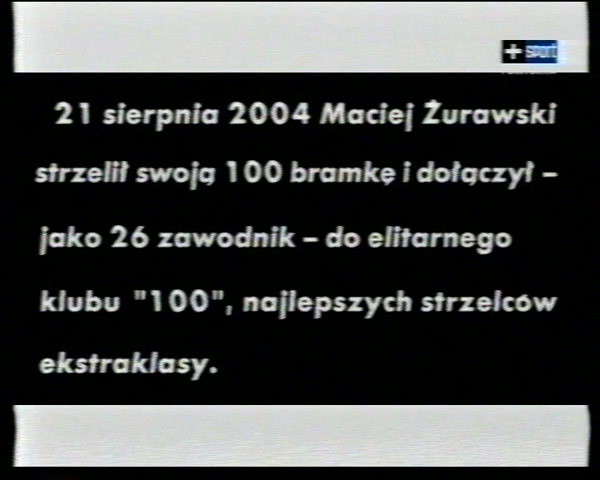 + sport
21 sierpnia 2004 Maciej Żurawski
strzelił swoją 100 bramkę i dołączył –
jako 26 zawodnik – do elitarnego
klubu "100", najlepszych strzelców
ekstraklasy.